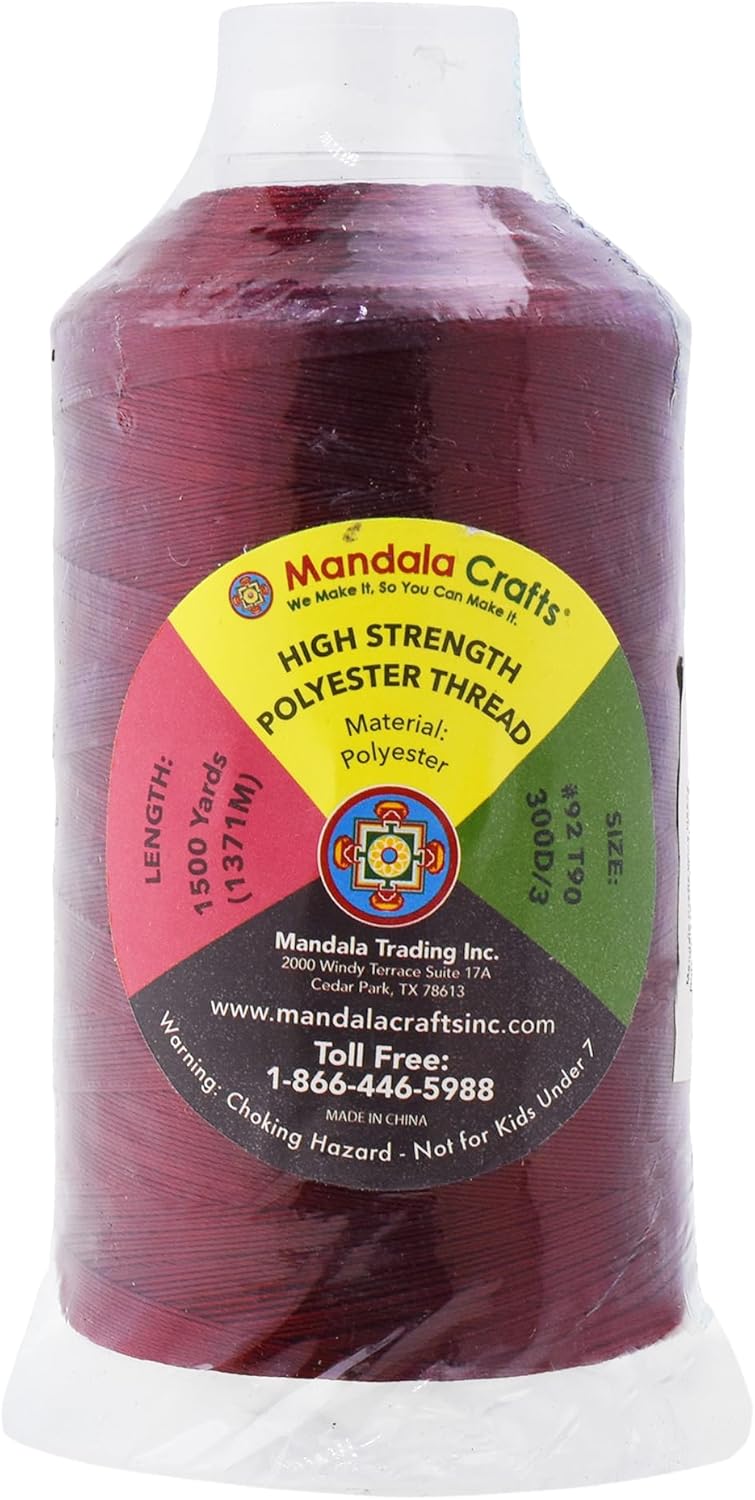 Mandala Crafts®
We Make It, So You Can Make It.
HIGH STRENGTH
POLYESTER THREAD
Material:
Polyester
LENGTH:
1500 Yards
(1371M)
SIZE:
#92 T90
300D/3
Mandala Trading Inc.
2000 Windy Terrace Suite 17A
Cedar Park, TX 78613
www.mandalacraftsinc.com
Toll Free:
1-866-446-5988
MADE IN CHINA
Warning: Choking Hazard - Not for Kids Under 7